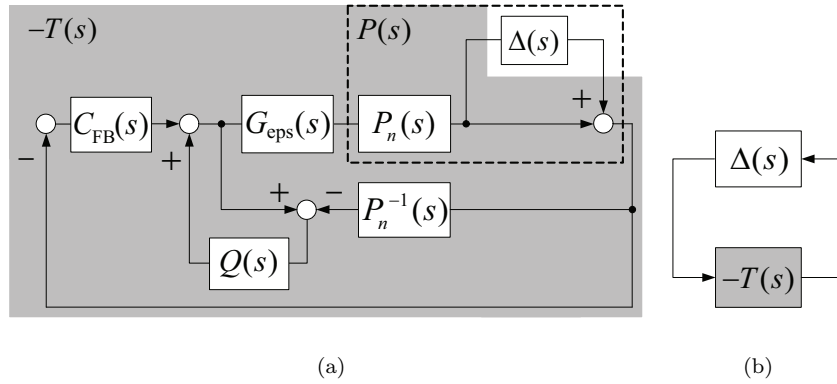 −T(s)
P(s)
Δ(s)
+
C_FB(s)
G_eps(s)
P_n(s)
−
+
+
−
P_n^{-1}(s)
Q(s)
Δ(s)
−T(s)
(a)
(b)